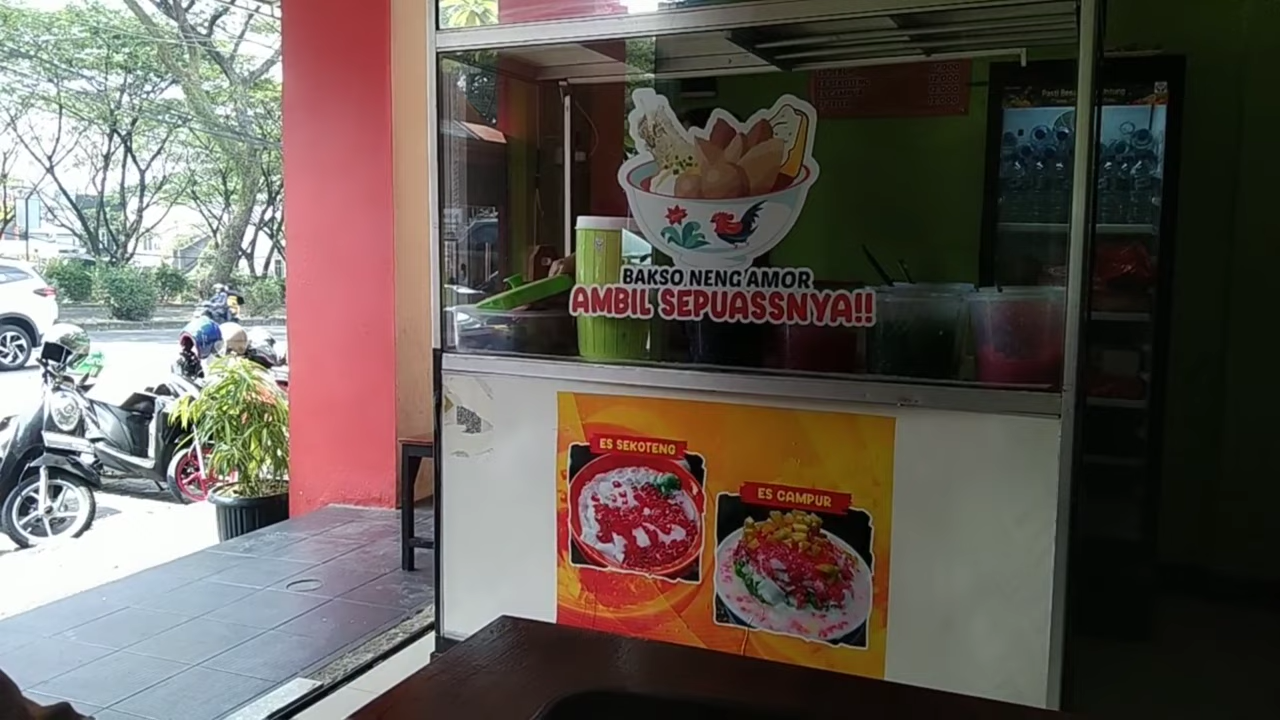 BAKSO NENG AMOR
AMBIL SEPUASSNYA!!
ES SEKOTENG
ES CAMPUR